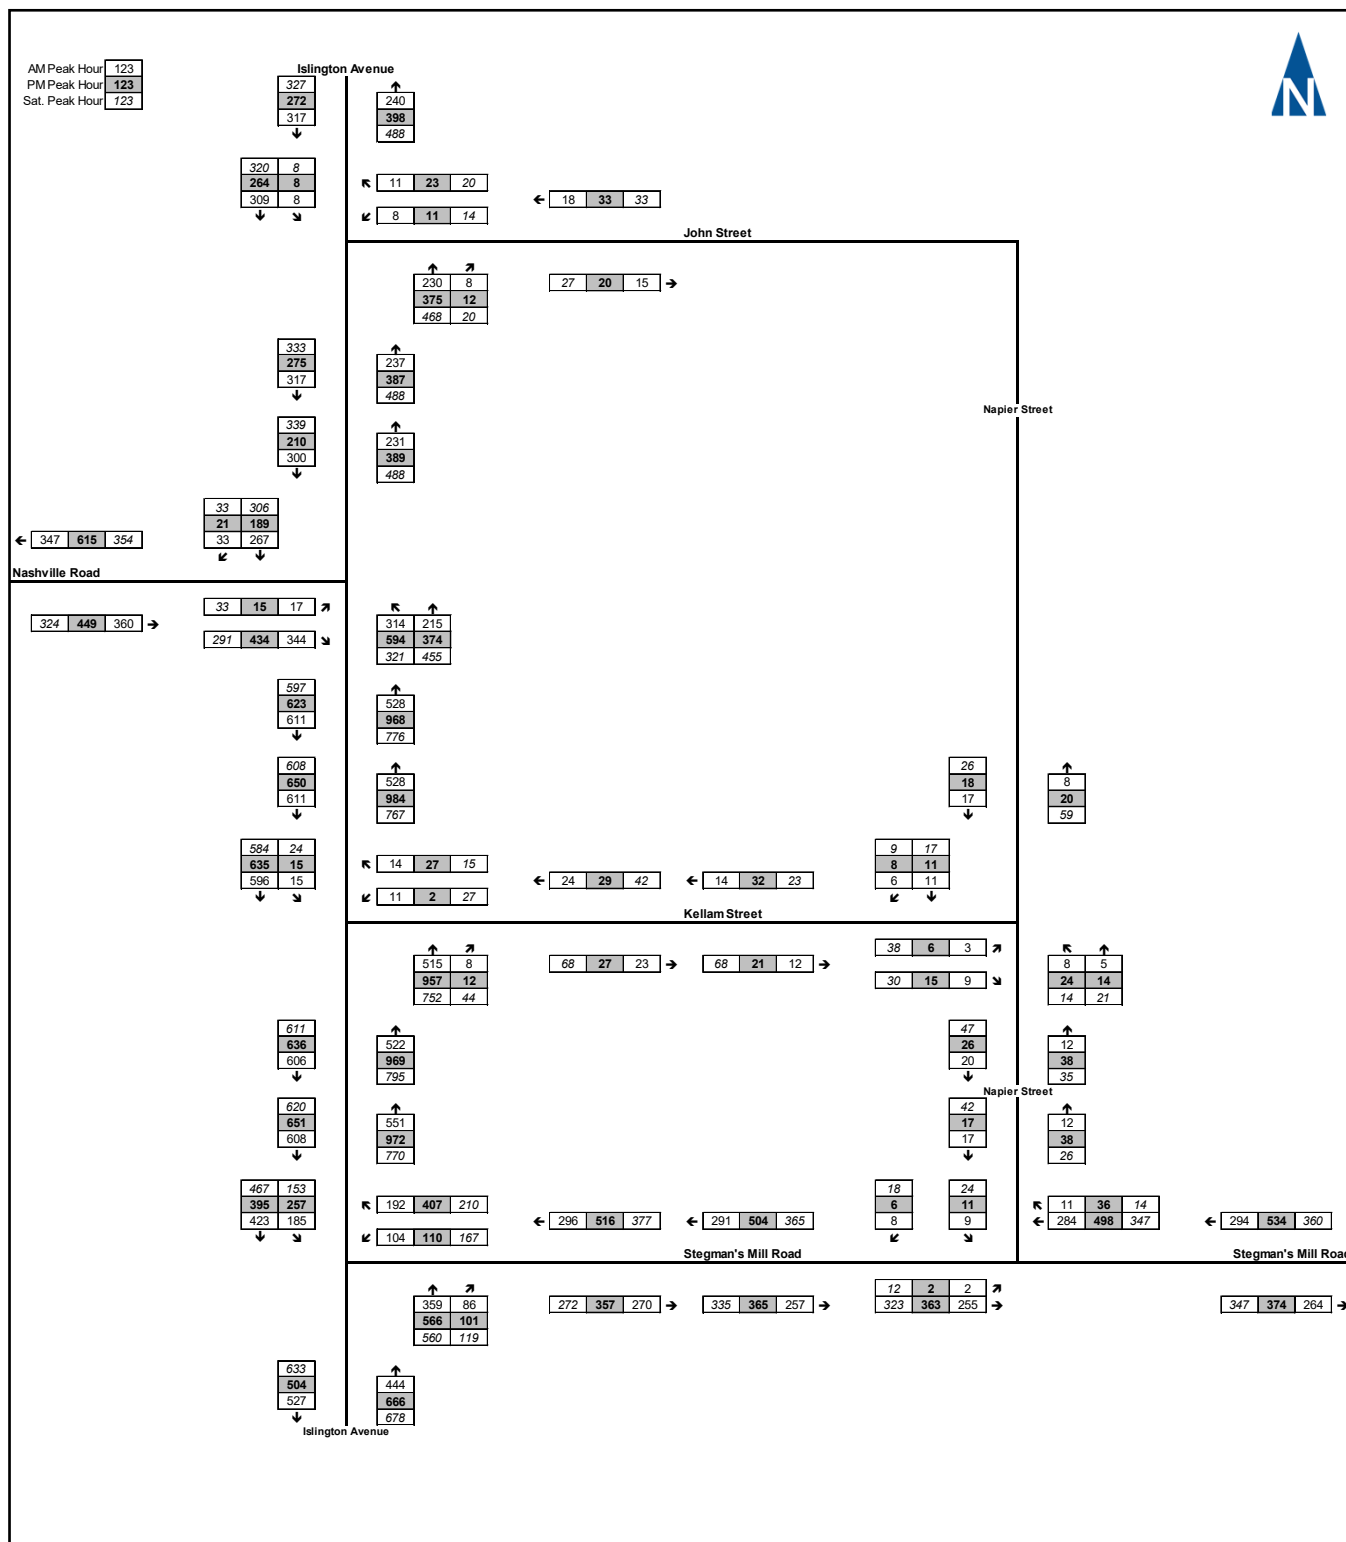 Islington Avenue
AM Peak Hour 123
PM Peak Hour 123
Sat. Peak Hour 123
N
327 240
272 398
317 488
320 8
264 8 11 23 20
309 8 18 33 33
8 11 14
John Street
230 8 27 20 15
375 12
468 20
333 237
275 387
317 488
Napier Street
339 231
210 389
300 488
33 306
21 189
33 267
347 615 354
Nashville Road
33 15 17 314 215
324 449 360 594 374
291 434 344 321 455
597 528
623 968
611 776
608 528 26 8
650 984 18 20
611 767 17 59
584 24 9 17
635 15 14 27 15 8 11
596 15 24 29 42 14 32 23 6 11
11 2 27
Kellam Street
38 6 3
515 8 68 27 23 68 21 12 8 5
957 12 30 15 9 24 14
752 44 14 21
611 522 47 12
636 969 26 38
606 795 20 35
Napier Street
620 551 42 12
651 972 17 38
608 770 17 26
467 153 18 24
395 257 192 407 210 6 11 11 36 14
423 185 296 516 377 291 504 365 8 9 284 498 347 294 534 360
104 110 167
Stegman's Mill Road Stegman's Mill Road
359 86 12 2 2
566 101 272 357 270 335 365 257 323 363 255 347 374 264
560 119
633 444
504 666
527 678
Islington Avenue